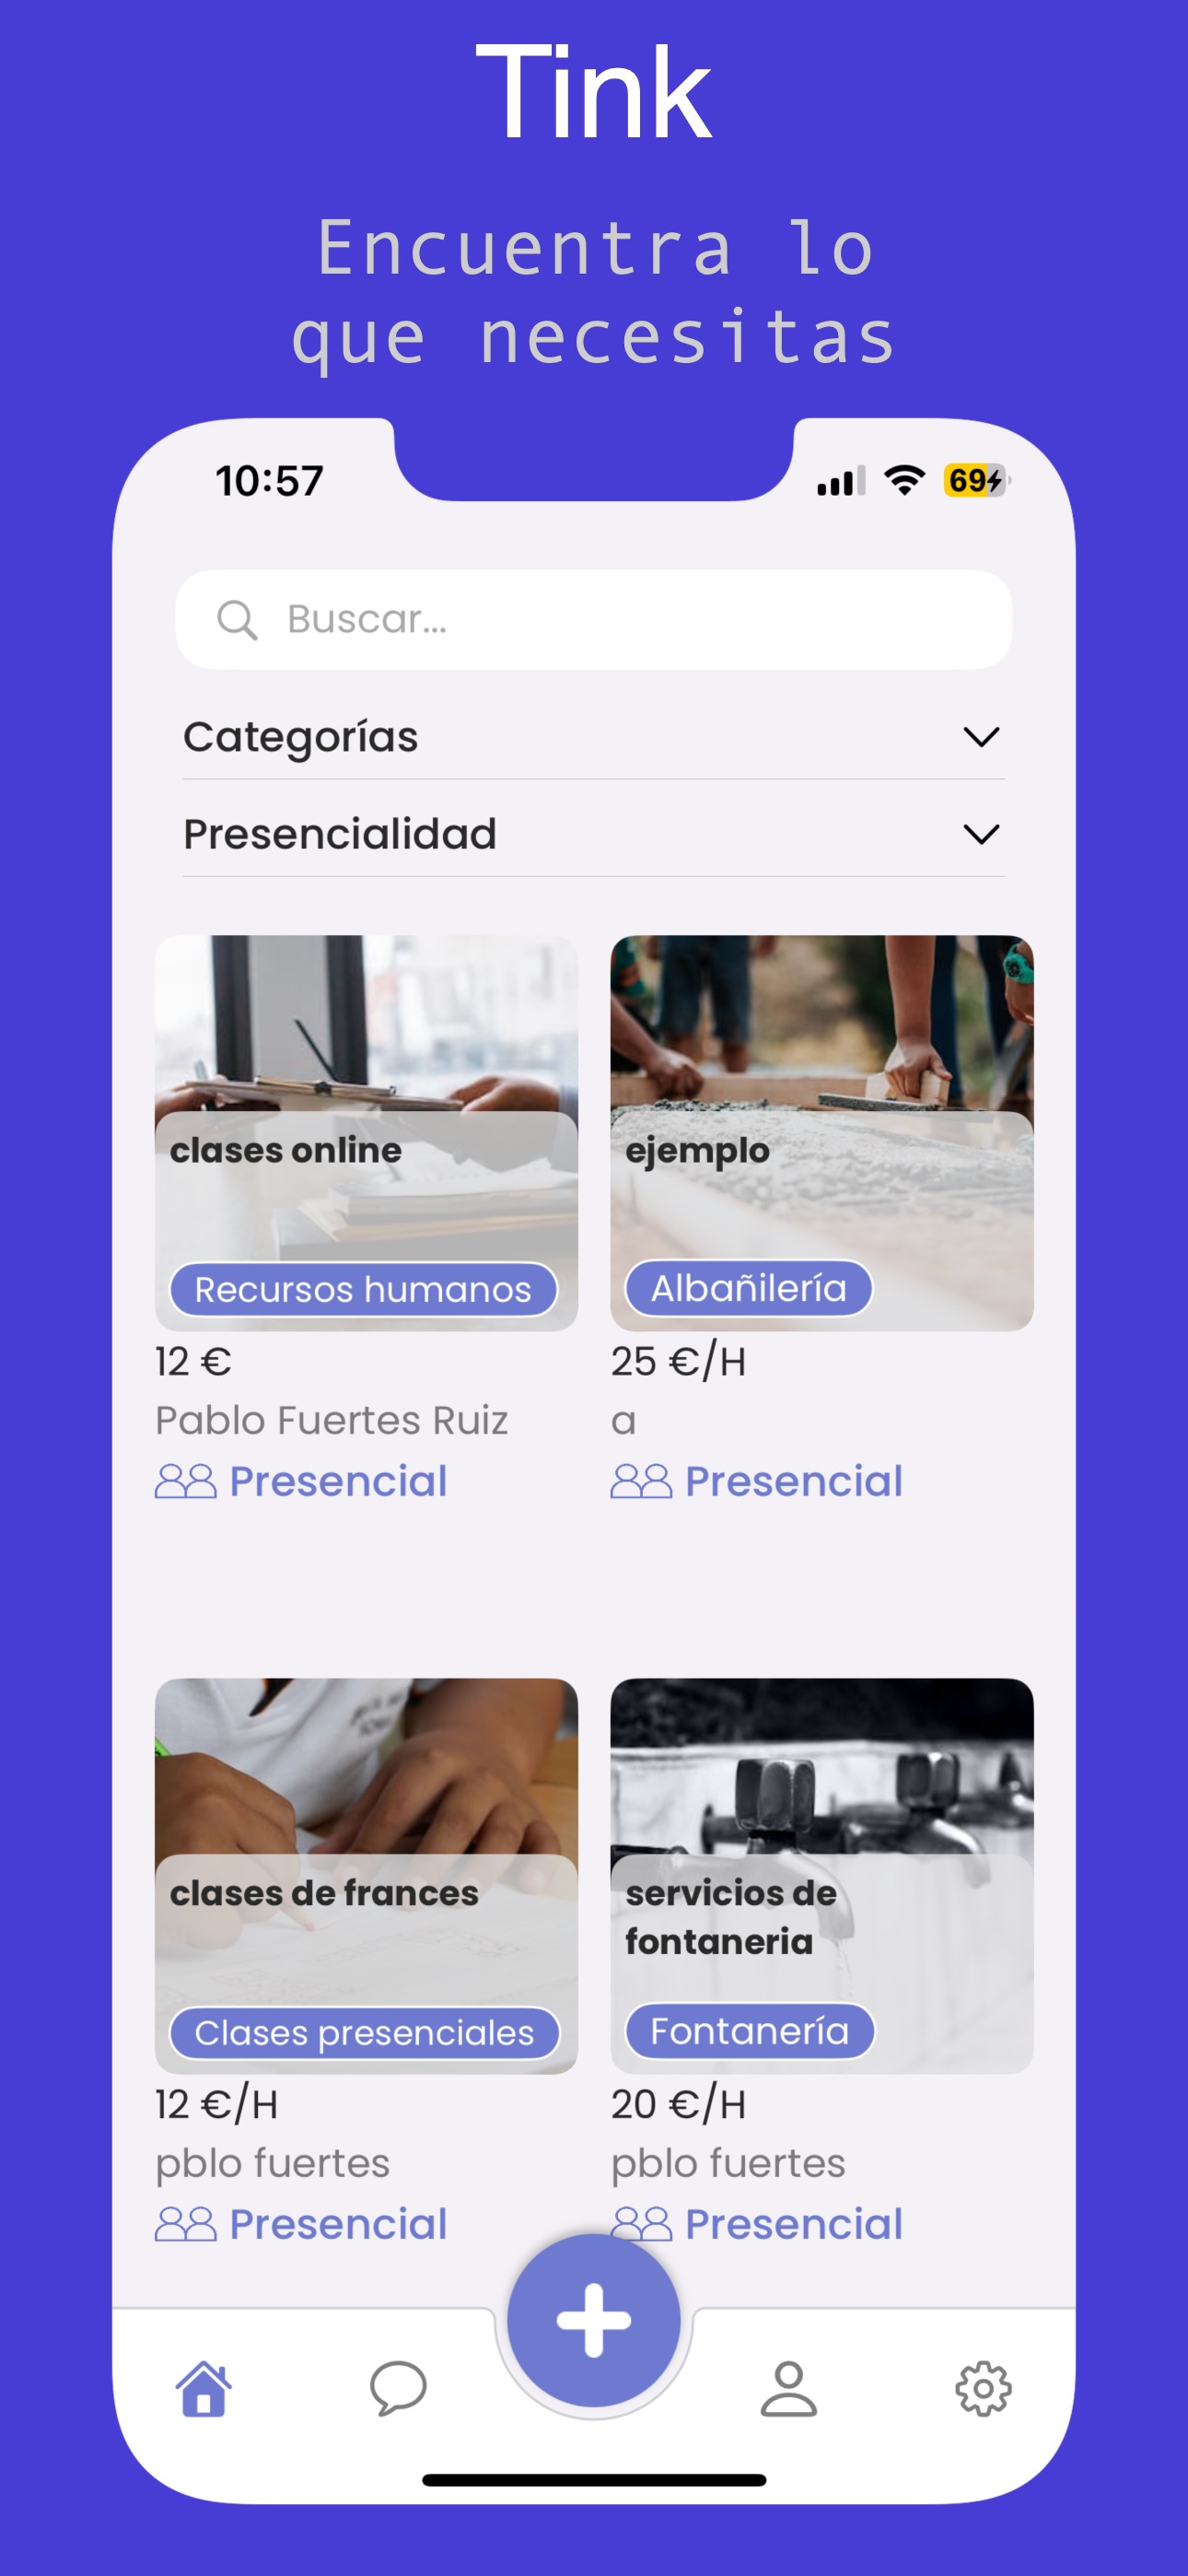 Tink
Encuentra lo
que necesitas
10:57
69
Buscar...
Categorías
Presencialidad
clases online
Recursos humanos
12 €
Pablo Fuertes Ruiz
Presencial
ejemplo
Albañilería
25 €/H
a
Presencial
clases de frances
Clases presenciales
12 €/H
pblo fuertes
Presencial
servicios de
fontaneria
Fontanería
20 €/H
pblo fuertes
Presencial